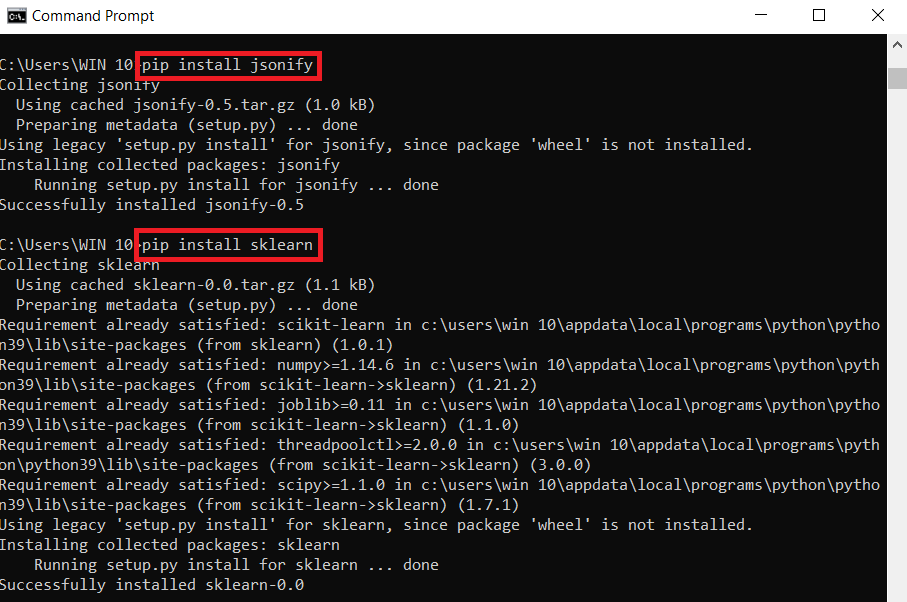 Command Prompt
C:\Users\WIN 10>pip install jsonify
Collecting jsonify
  Using cached jsonify-0.5.tar.gz (1.0 kB)
  Preparing metadata (setup.py) ... done
Using legacy 'setup.py install' for jsonify, since package 'wheel' is not installed.
Installing collected packages: jsonify
    Running setup.py install for jsonify ... done
Successfully installed jsonify-0.5
C:\Users\WIN 10>pip install sklearn
Collecting sklearn
  Using cached sklearn-0.0.tar.gz (1.1 kB)
  Preparing metadata (setup.py) ... done
Requirement already satisfied: scikit-learn in c:\users\win 10\appdata\local\programs\python\pytho
n39\lib\site-packages (from sklearn) (1.0.1)
Requirement already satisfied: numpy>=1.14.6 in c:\users\win 10\appdata\local\programs\python\pyth
on39\lib\site-packages (from scikit-learn->sklearn) (1.21.2)
Requirement already satisfied: joblib>=0.11 in c:\users\win 10\appdata\local\programs\python\pytho
n39\lib\site-packages (from scikit-learn->sklearn) (1.1.0)
Requirement already satisfied: threadpoolctl>=2.0.0 in c:\users\win 10\appdata\local\programs\pyth
on\python39\lib\site-packages (from scikit-learn->sklearn) (3.0.0)
Requirement already satisfied: scipy>=1.1.0 in c:\users\win 10\appdata\local\programs\python\pytho
n39\lib\site-packages (from scikit-learn->sklearn) (1.7.1)
Using legacy 'setup.py install' for sklearn, since package 'wheel' is not installed.
Installing collected packages: sklearn
    Running setup.py install for sklearn ... done
Successfully installed sklearn-0.0